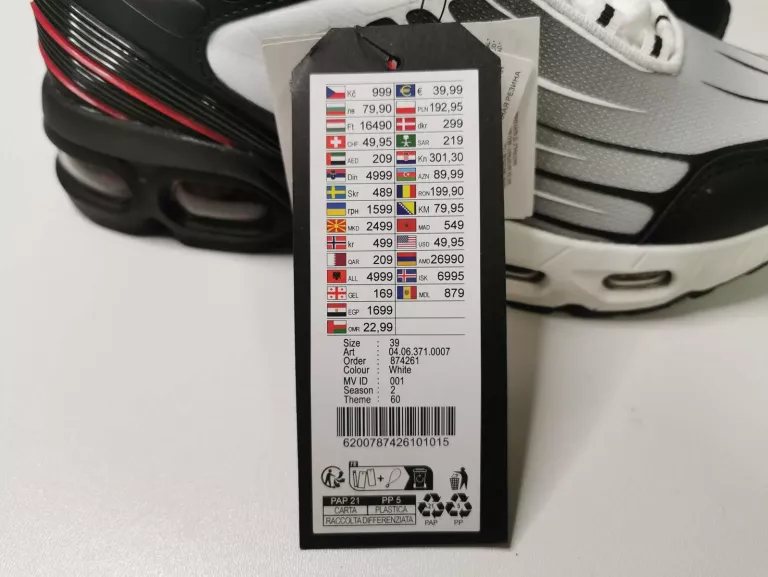 Kč 999 € 39,99
лв 79,90 PLN 192,95
Ft 16490 dkr 299
CHF 49,95 SAR 219
AED 209 Kn 301,30
Din 4999 AZN 89,99
Skr 489 RON 199,90
грн 1599 KM 79,95
MKD 2499 MAD 549
kr 499 USD 49,95
QAR 209 AMD 26990
ALL 4999 ISK 6995
GEL 169 MDL 879
EGP 1699
OMR 22,99
Size : 39
Art : 04.06.371.0007
Order : 874261
Colour : White
MV ID : 001
Season : 2
Theme : 60
6200787426101015
FR
+
PAP 21 PP 5
CARTA PLASTICA
RACCOLTA DIFFERENZIATA
21 5
PAP PP
РЕЗИНА